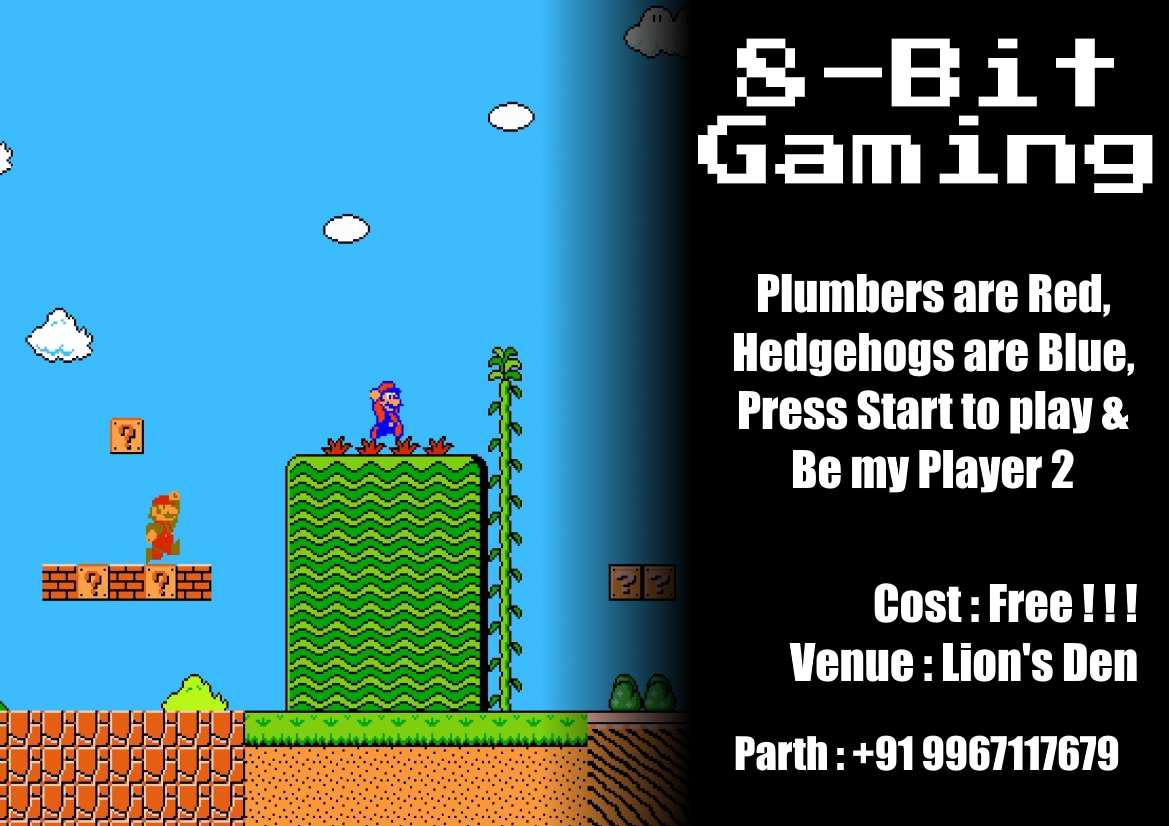 8-Bit
Gaming
Plumbers are Red,
Hedgehogs are Blue,
Press Start to play &
Be my Player 2
? 
? ?
? ?
Cost : Free ! ! !
Venue : Lion's Den
Parth : +91 9967117679